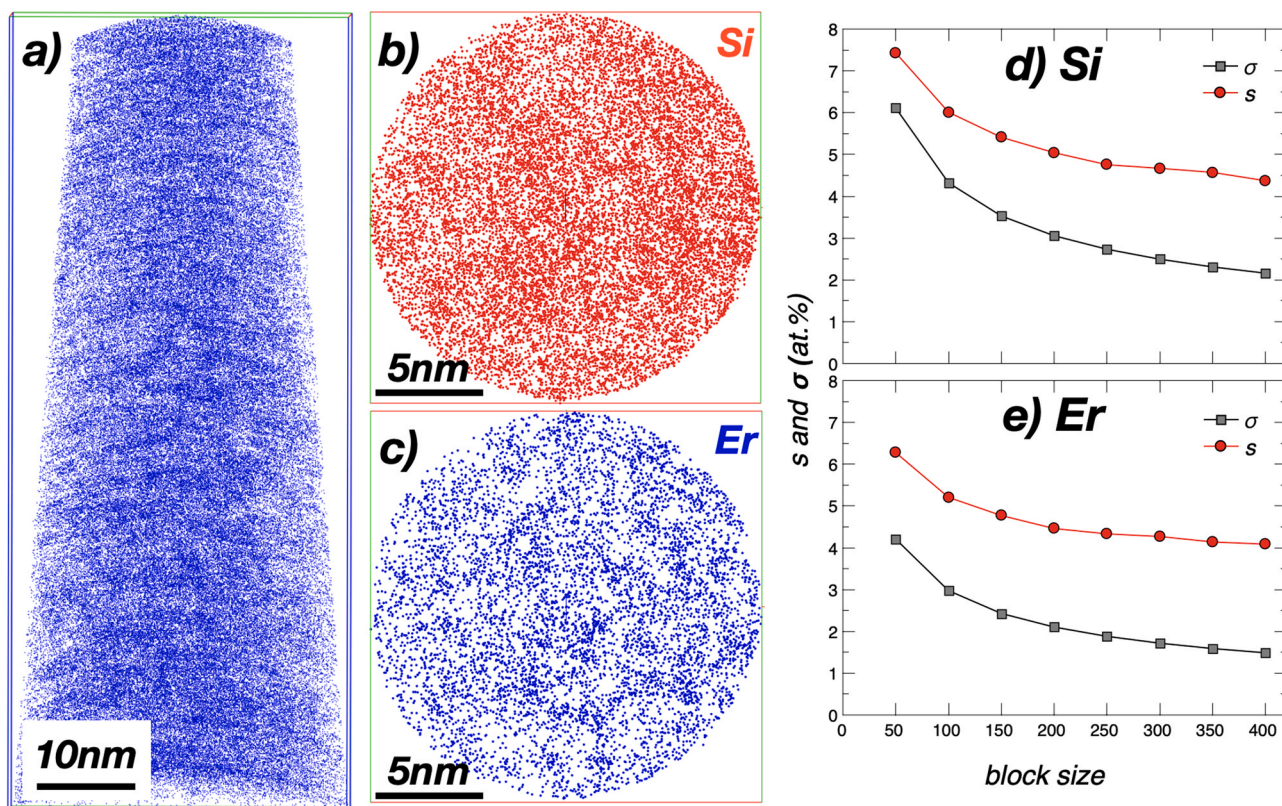 a)
10nm
b)
Si
5nm
c)
Er
5nm
s and σ (at.%)
d) Si
σ
s
8
7
6
5
4
3
2
1
0
e) Er
σ
s
8
7
6
5
4
3
2
1
0
0 50 100 150 200 250 300 350 400
block size